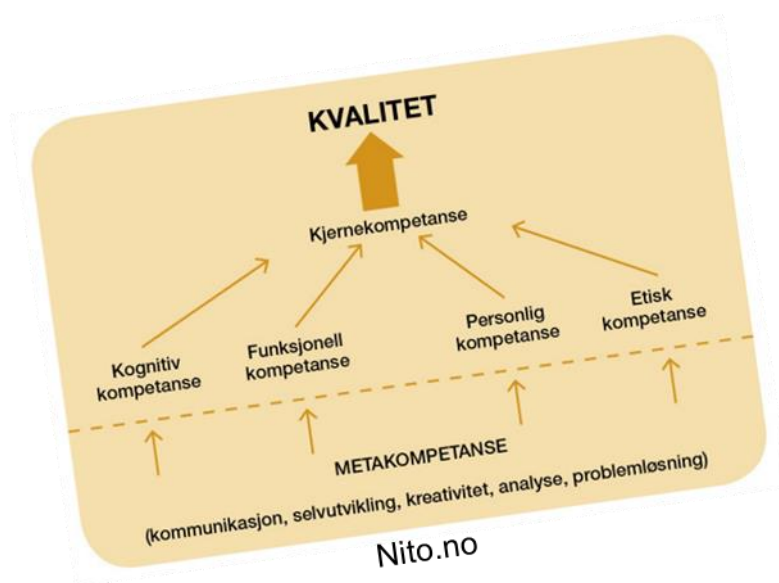 KVALITET
Kjernekompetanse
Kognitiv
kompetanse
Funksjonell
kompetanse
Personlig
kompetanse
Etisk
kompetanse
METAKOMPETANSE
(kommunikasjon, selvutvikling, kreativitet, analyse, problemløsning)
Nito.no